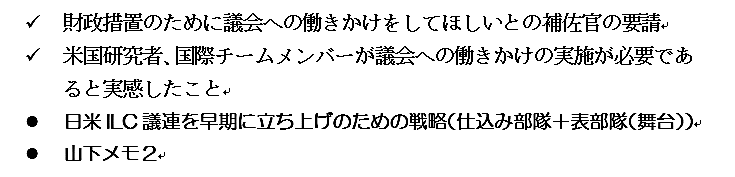 ✓ 財政措置のために議会への働きかけをしてほしいとの補佐官の要請↵
✓ 米国研究者、国際チームメンバーが議会への働きかけの実施が必要であ
ると実感したこと↵
● 日米ILC議連を早期に立ち上げのための戦略(仕込み部隊＋表部隊(舞台))↵
● 山下メモ2↵